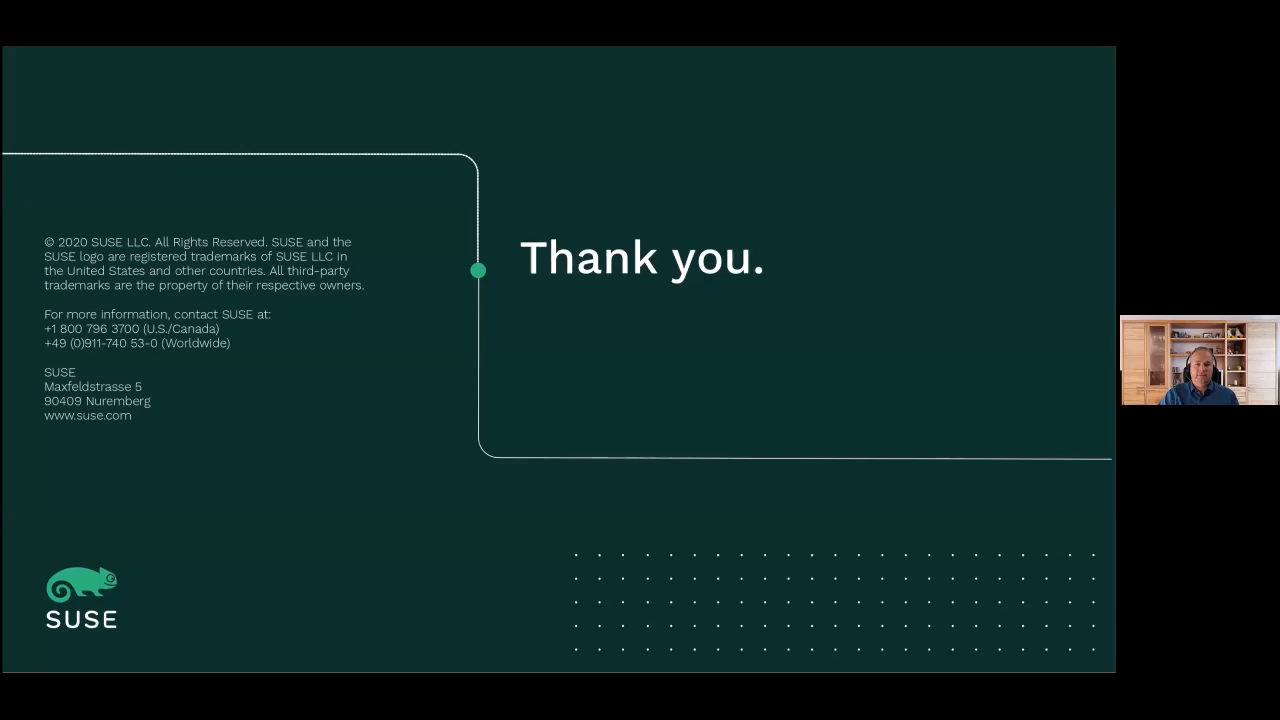 © 2020 SUSE LLC. All Rights Reserved. SUSE and the
SUSE logo are registered trademarks of SUSE LLC in
the United States and other countries. All third-party
trademarks are the property of their respective owners.
For more information, contact SUSE at:
+1 800 796 3700 (U.S./Canada)
+49 (0)911-740 53-0 (Worldwide)
SUSE
Maxfeldstrasse 5
90409 Nuremberg
www.suse.com
Thank you.
SUSE